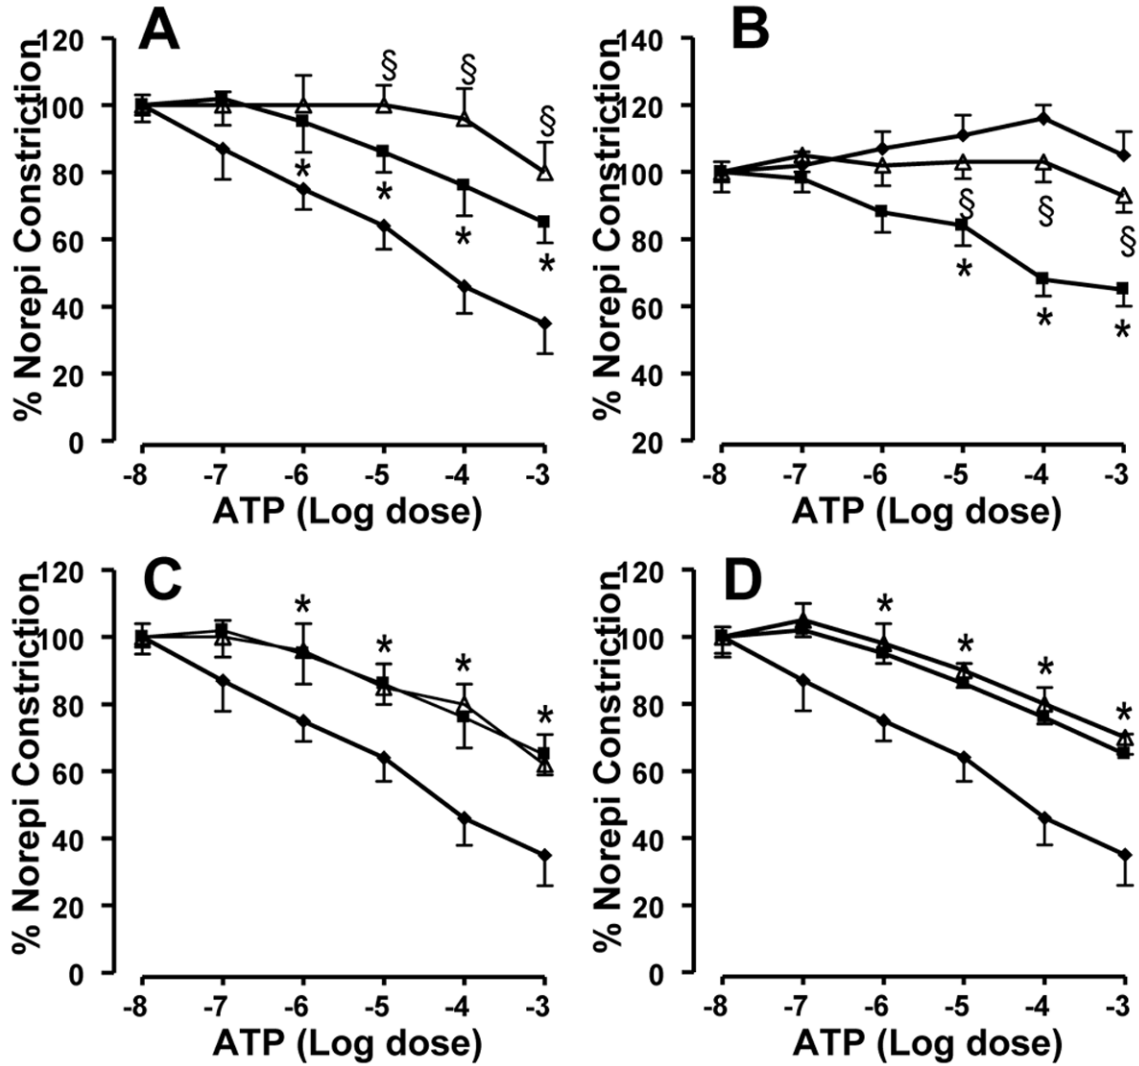 A
% Norepi Constriction
120
100
80
60
40
20
0
§ § §
* * * *
-8 -7 -6 -5 -4 -3
ATP (Log dose)
B
% Norepi Constriction
140
120
100
80
60
40
20
§ § §
* * *
-8 -7 -6 -5 -4 -3
ATP (Log dose)
C
% Norepi Constriction
120
100
80
60
40
20
0
* * * *
-8 -7 -6 -5 -4 -3
ATP (Log dose)
D
% Norepi Constriction
120
100
80
60
40
20
0
* * * *
-8 -7 -6 -5 -4 -3
ATP (Log dose)